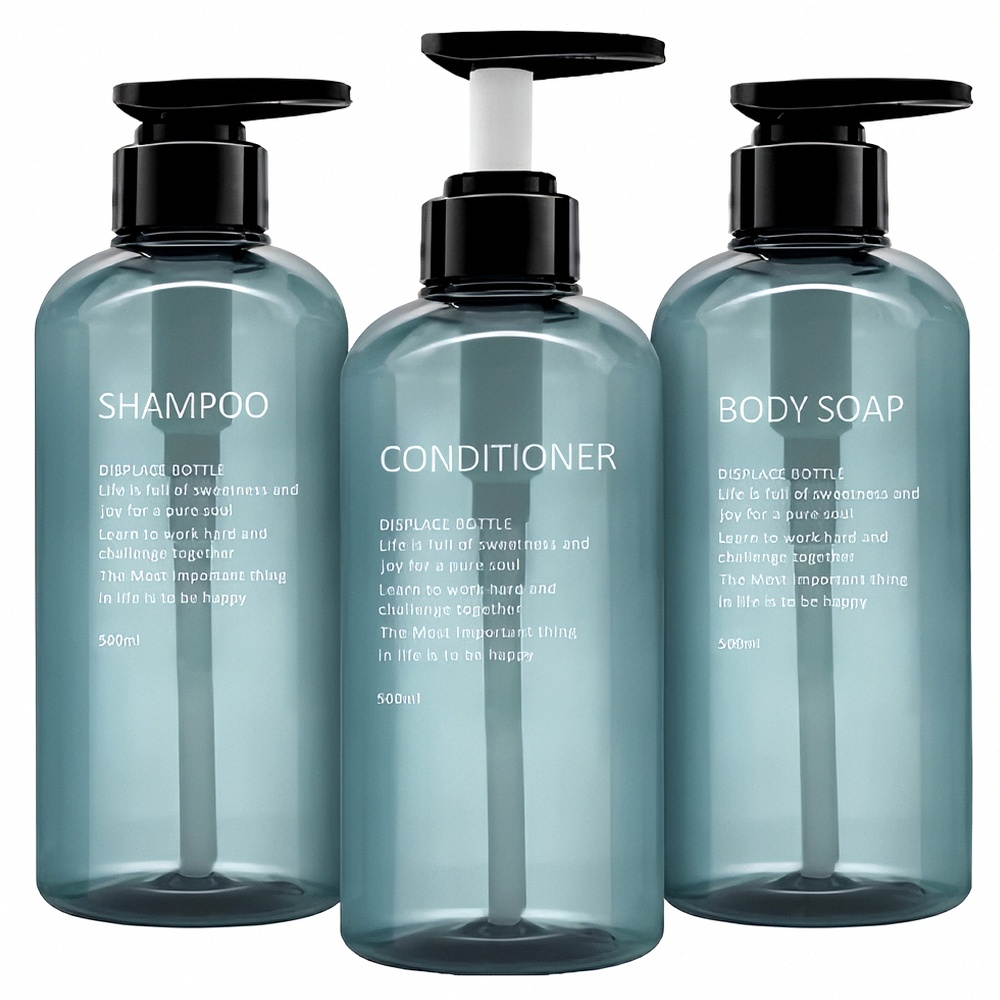 SHAMPOO
DISPLACE BOTTLE
Life is full of sweetness and
joy for a pure soul
Learn to work hard and
challenge together
The Most Important thing
in life is to be happy
500ml
CONDITIONER
DISPLACE BOTTLE
Life is full of sweetness and
joy for a pure soul
Learn to work hard and
challenge together
The Most Important thing
in life is to be happy
500ml
BODY SOAP
DISPLACE BOTTLE
Life is full of sweetness and
joy for a pure soul
Learn to work hard and
challenge together
The Most Important thing
in life is to be happy
500ml